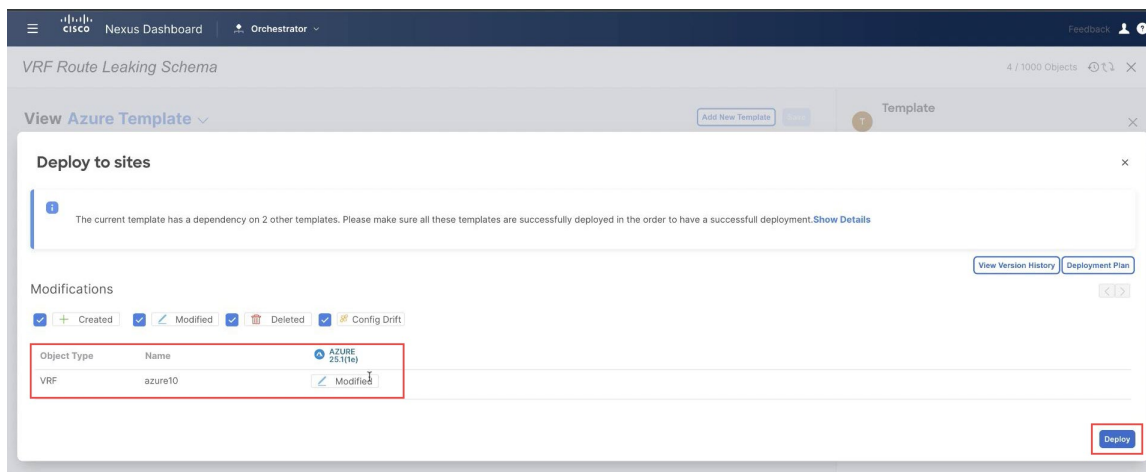 CISCO Nexus Dashboard Orchestrator Feedback
VRF Route Leaking Schema 4 / 1000 Objects
View Azure Template Add New Template Save Template
T
Deploy to sites
The current template has a dependency on 2 other templates. Please make sure all these templates are successfully deployed in the order to have a successfull deployment.Show Details
View Version History Deployment Plan
Modifications
Created Modified Deleted Config Drift
Object Type Name AZURE
25.1(1e)
VRF azure10 Modified
Deploy